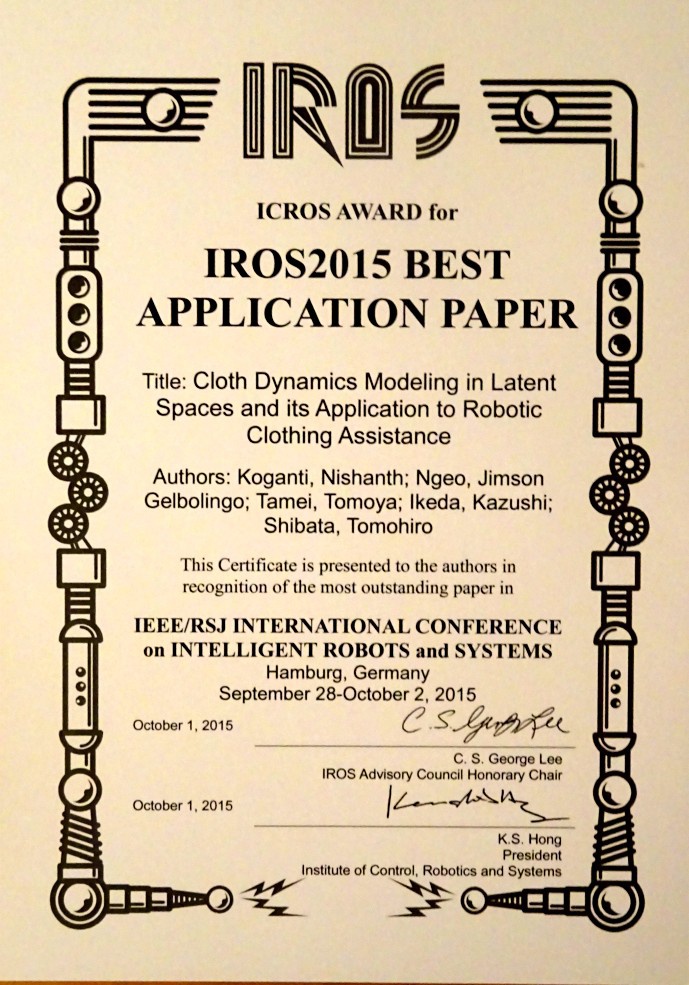 IROS
ICROS AWARD for
IROS2015 BEST
APPLICATION PAPER
Title: Cloth Dynamics Modeling in Latent
Spaces and its Application to Robotic
Clothing Assistance
Authors: Koganti, Nishanth; Ngeo, Jimson
Gelbolingo; Tamei, Tomoya; Ikeda, Kazushi;
Shibata, Tomohiro
This Certificate is presented to the authors in
recognition of the most outstanding paper in
IEEE/RSJ INTERNATIONAL CONFERENCE
on INTELLIGENT ROBOTS and SYSTEMS
Hamburg, Germany
September 28-October 2, 2015
October 1, 2015 C. S. George Lee
C. S. George Lee
IROS Advisory Council Honorary Chair
October 1, 2015
K.S. Hong
President
Institute of Control, Robotics and Systems